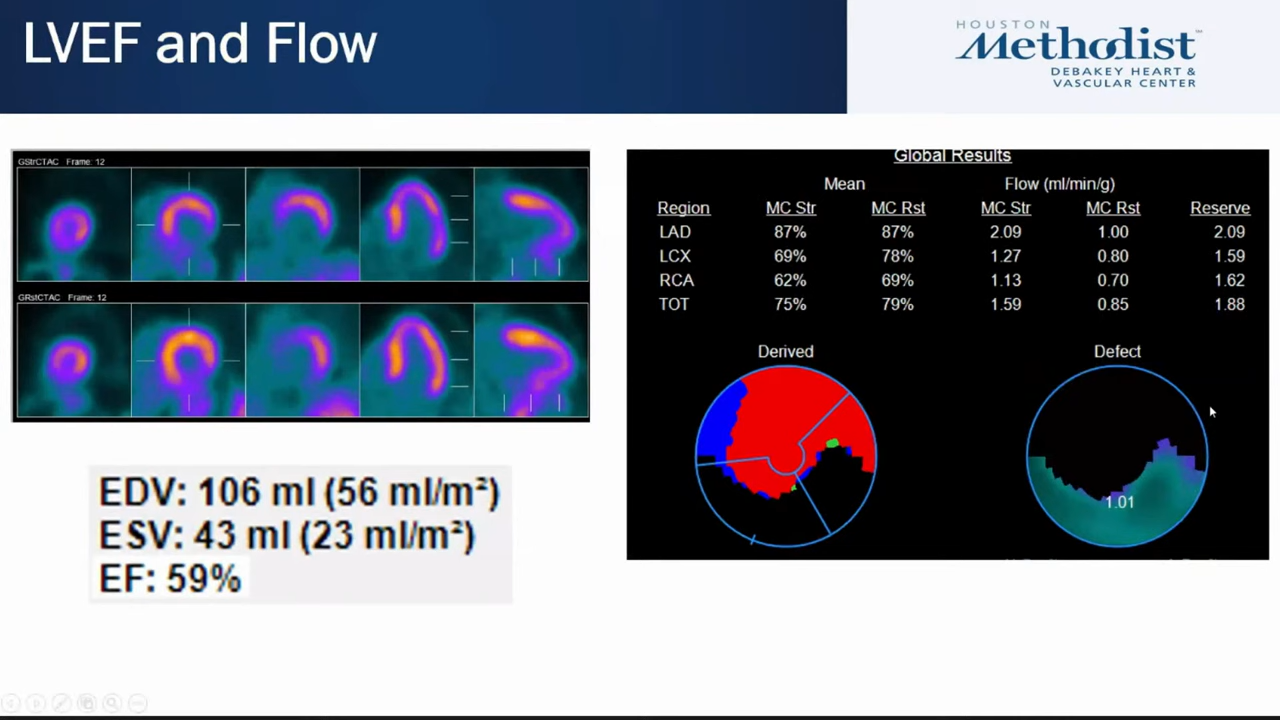 LVEF and Flow
HOUSTON
Methodist
DEBAKEY HEART &
VASCULAR CENTER
GStrCTAC Frame: 12
GRstCTAC Frame: 12
EDV: 106 ml (56 ml/m²)
ESV: 43 ml (23 ml/m²)
EF: 59%
Global Results
Mean Flow (ml/min/g)
Region MC Str MC Rst MC Str MC Rst Reserve
LAD 87% 87% 2.09 1.00 2.09
LCX 69% 78% 1.27 0.80 1.59
RCA 62% 69% 1.13 0.70 1.62
TOT 75% 79% 1.59 0.85 1.88
Derived Defect
1.01